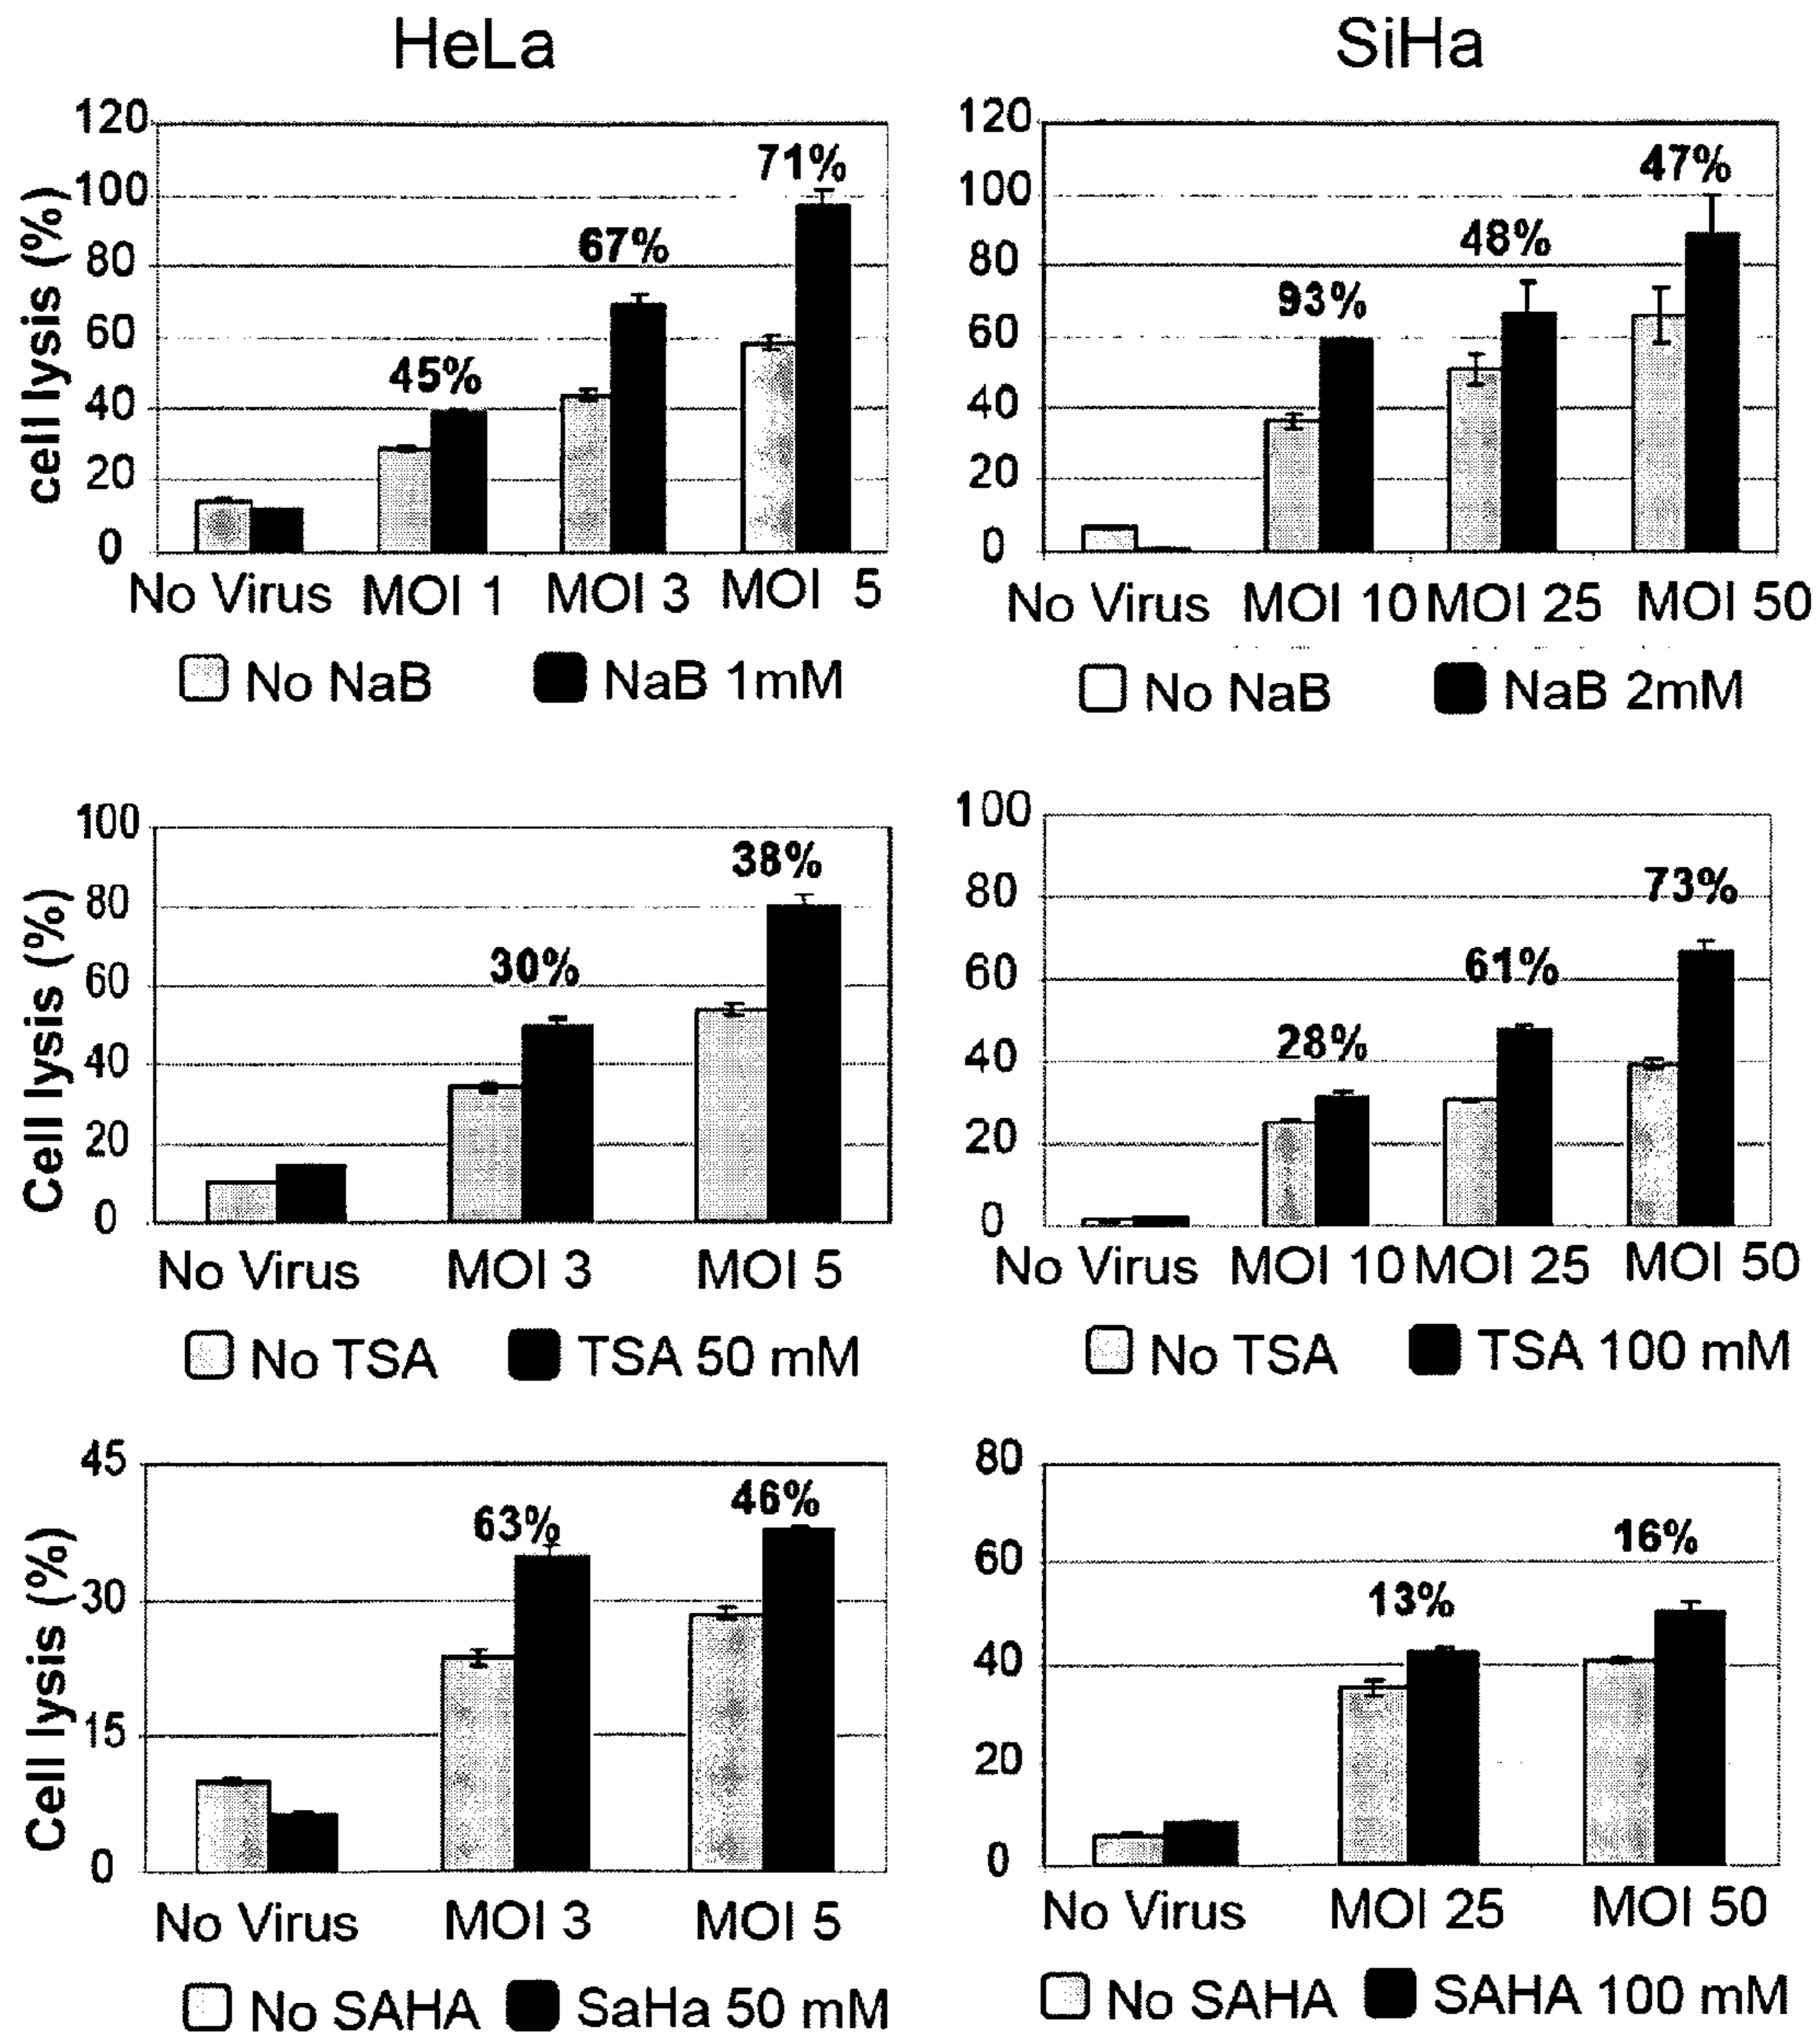 HeLa
SiHa
cell lysis (%)
120
100
80
60
40
20
0
45%
67%
71%
No Virus MOI 1 MOI 3 MOI 5
No NaB NaB 1mM
120
100
80
60
40
20
0
93%
48%
47%
No Virus MOI 10 MOI 25 MOI 50
No NaB NaB 2mM
Cell lysis (%)
100
80
60
40
20
0
30%
38%
No Virus MOI 3 MOI 5
No TSA TSA 50 mM
100
80
60
40
20
0
28%
61%
73%
No Virus MOI 10 MOI 25 MOI 50
No TSA TSA 100 mM
Cell lysis (%)
45
30
15
0
63%
46%
No Virus MOI 3 MOI 5
No SAHA SaHa 50 mM
80
60
40
20
0
13%
16%
No Virus MOI 25 MOI 50
No SAHA SAHA 100 mM